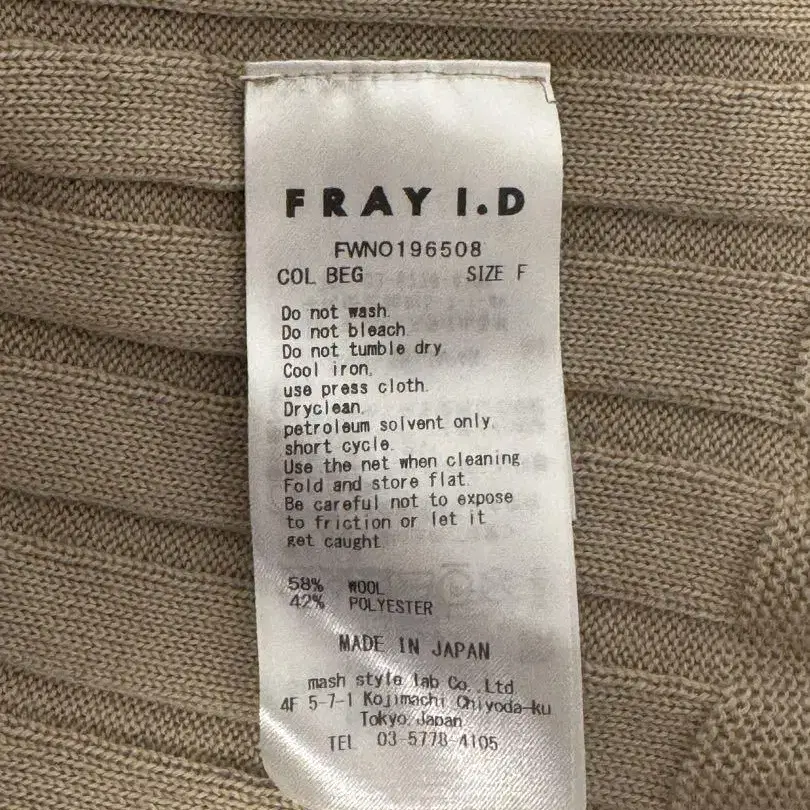 FRAY I.D
FWNO196508
COL BEG SIZE F
Do not wash.
Do not bleach.
Do not tumble dry.
Cool iron,
use press cloth.
Dryclean,
petroleum solvent only,
short cycle.
Use the net when cleaning
Fold and store flat.
Be careful not to expose
to friction or let it
get caught.
58% WOOL
42% POLYESTER
MADE IN JAPAN
mash style lab Co.,Ltd
4F 5-7-1 Kojimachi Chiyoda-ku
Tokyo,Japan
TEL 03-5778-4105